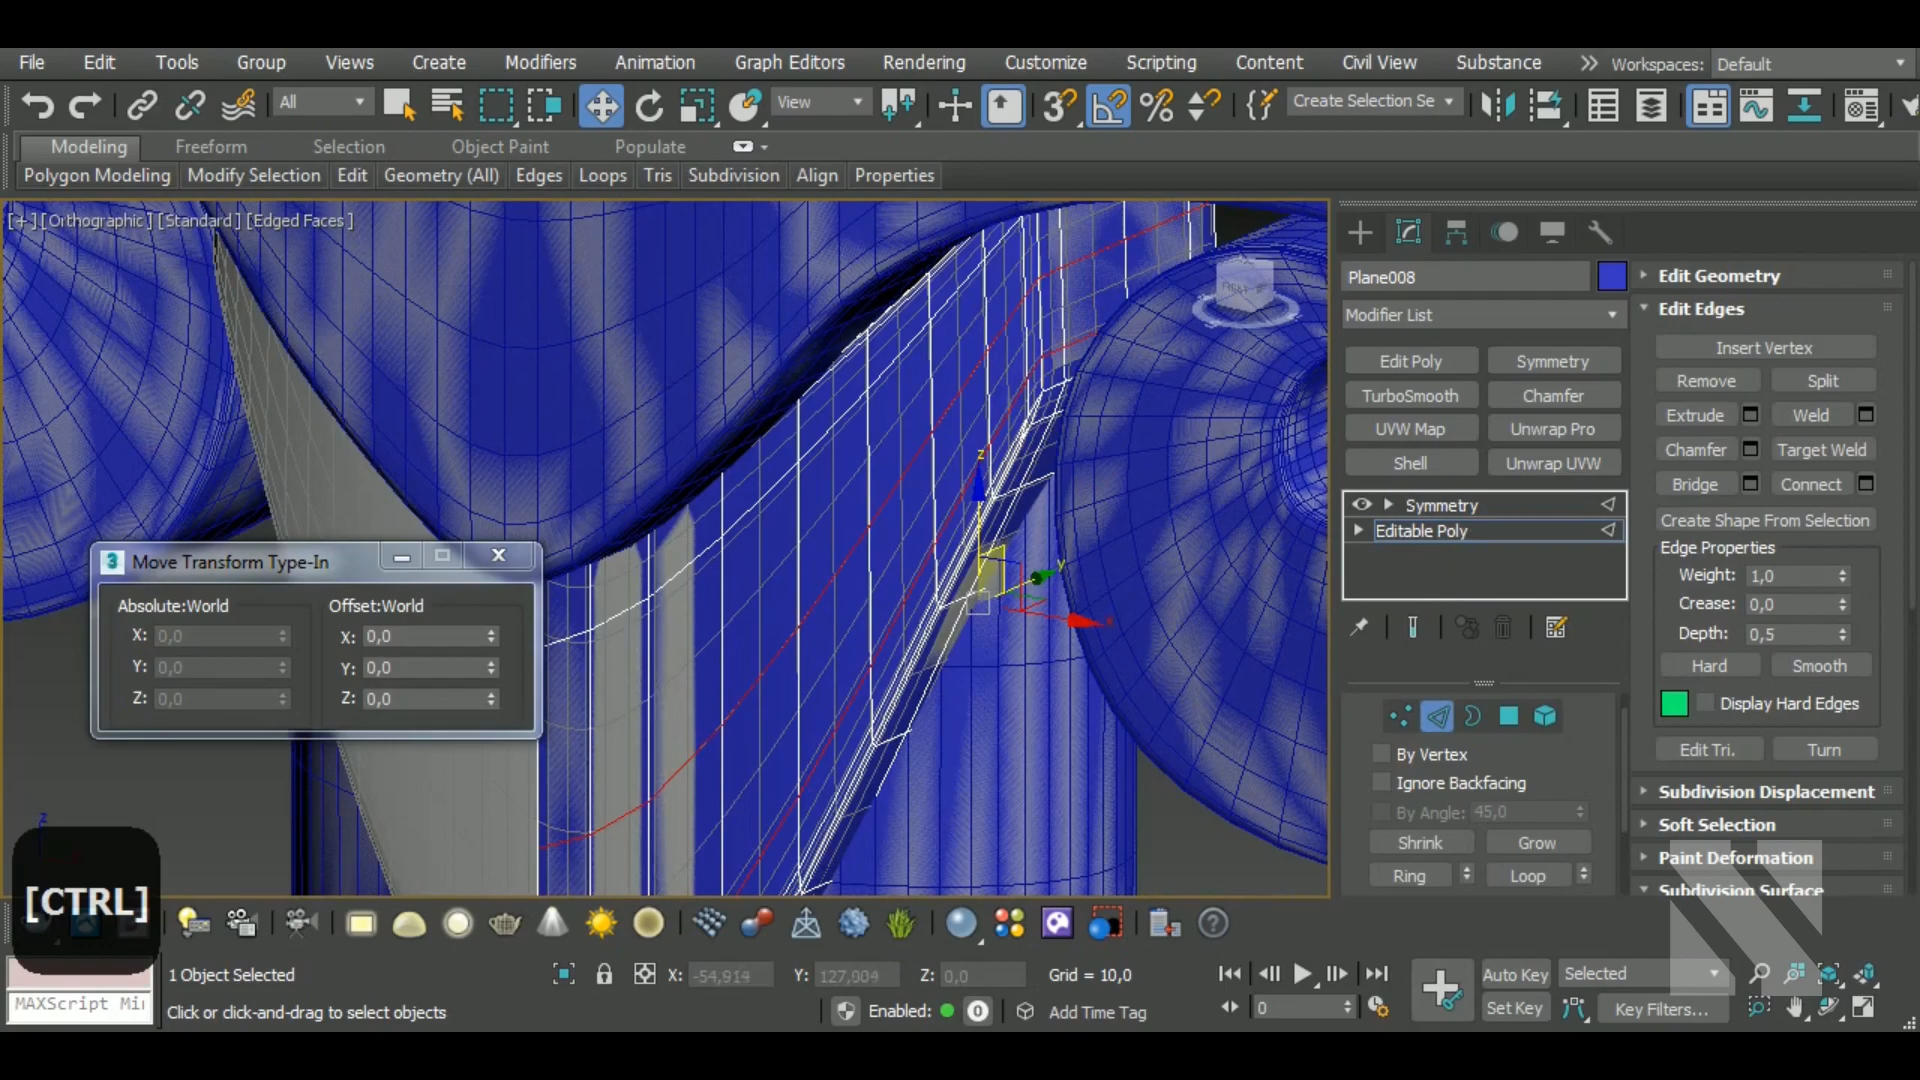 File Edit Tools Group Views Create Modifiers Animation Graph Editors Rendering Customize Scripting Content Civil View Substance Workspaces: Default
All View Create Selection Se
Modeling Freeform Selection Object Paint Populate
Polygon Modeling Modify Selection Edit Geometry (All) Edges Loops Tris Subdivision Align Properties
[+] [Orthographic] [Standard] [Edged Faces]
Plane008
Modifier List
Edit Poly Symmetry
TurboSmooth Chamfer
UVW Map Unwrap Pro
Shell Unwrap UVW
Symmetry
Editable Poly
By Vertex
Ignore Backfacing
By Angle: 45,0
Shrink Grow
Ring Loop
Edit Geometry
Edit Edges
Insert Vertex
Remove Split
Extrude Weld
Chamfer Target Weld
Bridge Connect
Create Shape From Selection
Edge Properties
Weight: 1,0
Crease: 0,0
Depth: 0,5
Hard Smooth
Display Hard Edges
Edit Tri. Turn
Subdivision Displacement
Soft Selection
Paint Deformation
Subdivision Surface
3 Move Transform Type-In
Absolute:World Offset:World
X: 0,0 X: 0,0
Y: 0,0 Y: 0,0
Z: 0,0 Z: 0,0
z
y
x
z
[CTRL]
1 Object Selected X: -54,914 Y: 127,904 Z: 0,0 Grid = 10,0 Auto Key Selected
MAXScript Mi Click or click-and-drag to select objects Enabled: 0 Add Time Tag 0 Set Key Key Filters...